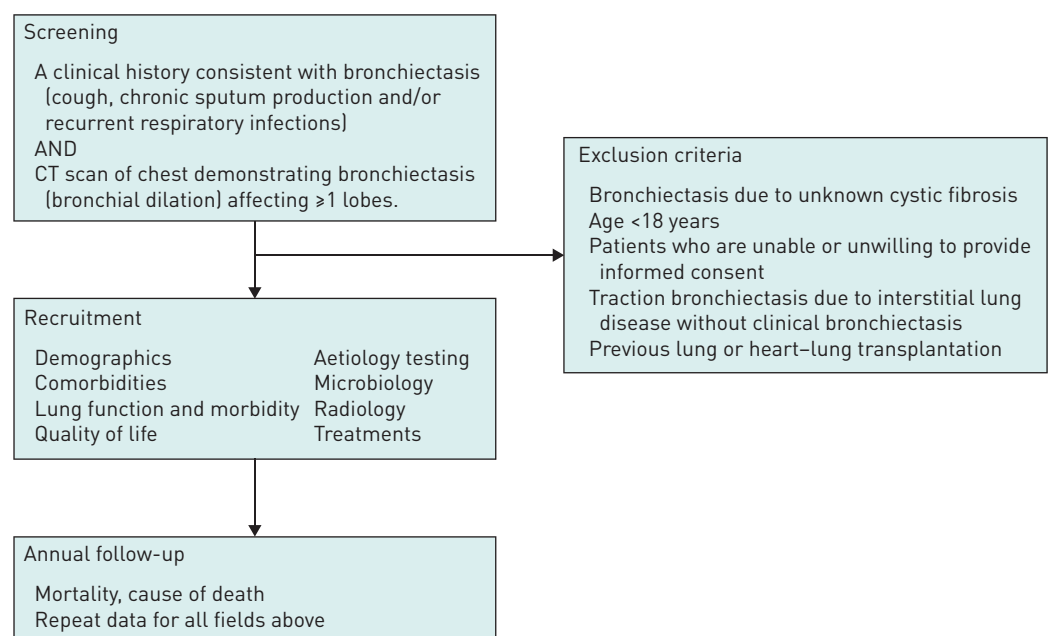 Screening
A clinical history consistent with bronchiectasis
(cough, chronic sputum production and/or
recurrent respiratory infections)
AND
CT scan of chest demonstrating bronchiectasis
(bronchial dilation) affecting ⩾1 lobes.
Exclusion criteria
Bronchiectasis due to unknown cystic fibrosis
Age <18 years
Patients who are unable or unwilling to provide
informed consent
Traction bronchiectasis due to interstitial lung
disease without clinical bronchiectasis
Previous lung or heart–lung transplantation
Recruitment
Demographics
Comorbidities
Lung function and morbidity
Quality of life
Aetiology testing
Microbiology
Radiology
Treatments
Annual follow-up
Mortality, cause of death
Repeat data for all fields above